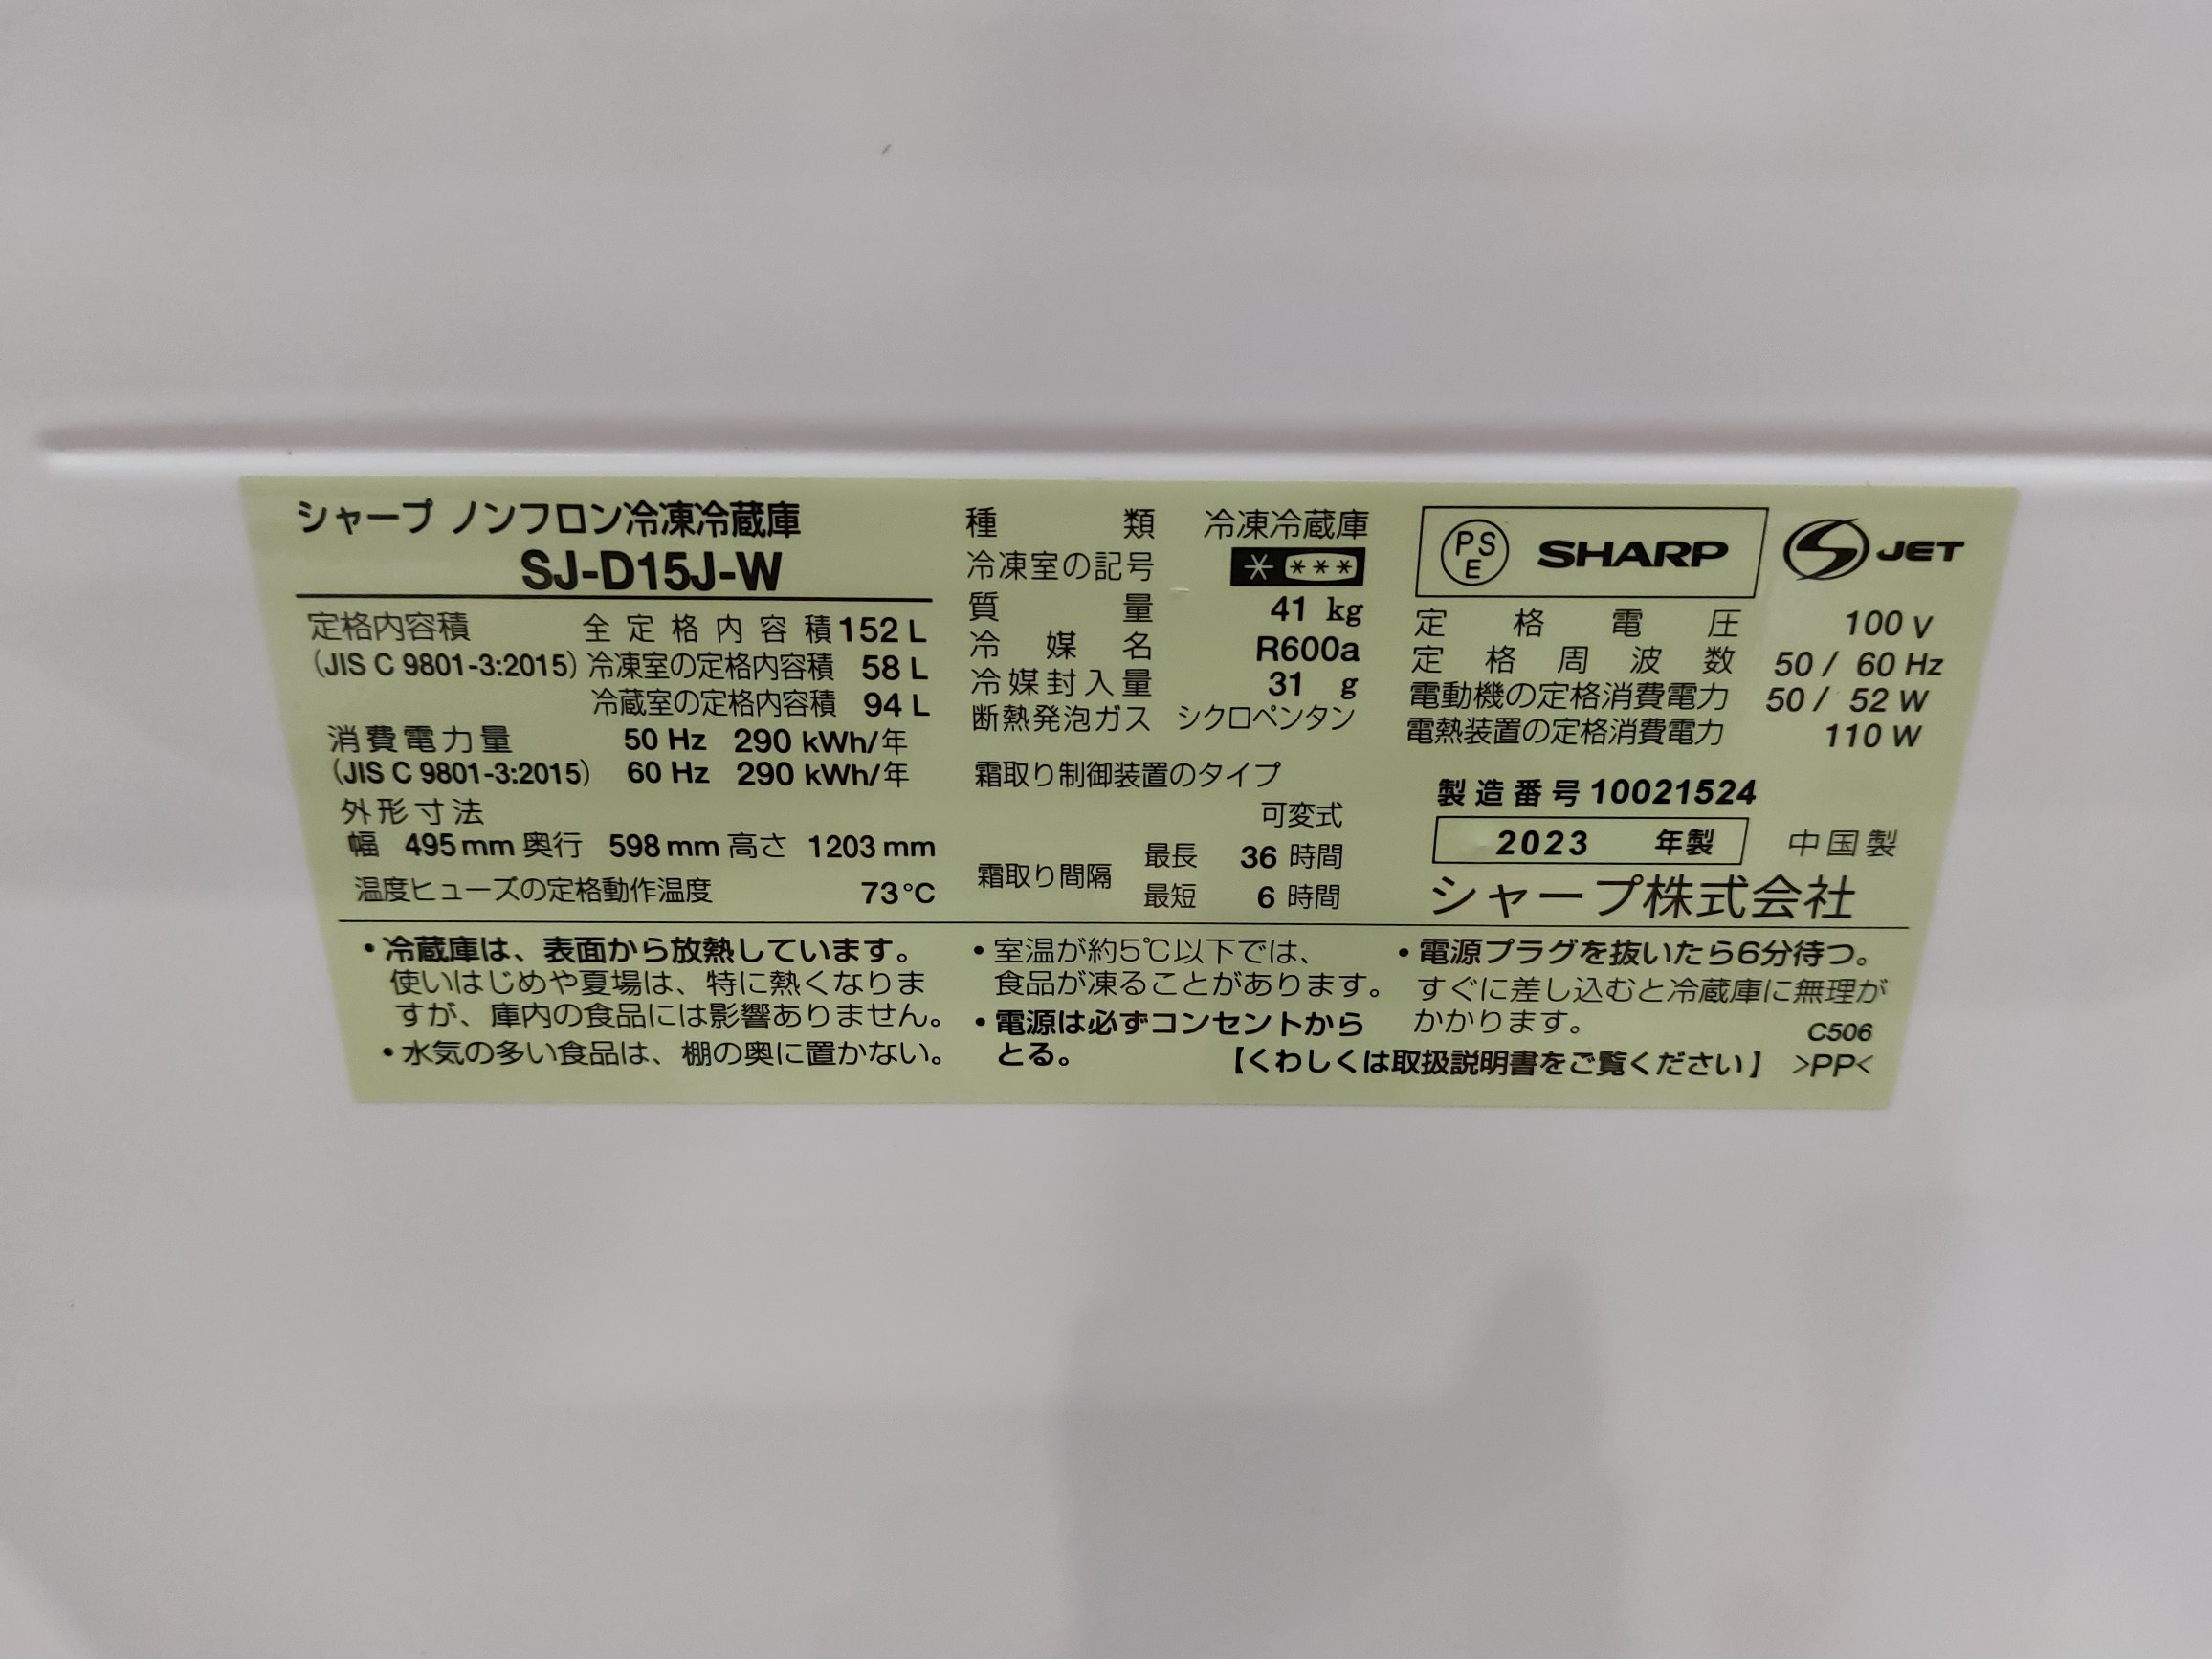 シャープ ノンフロン冷凍冷蔵庫
SJ-D15J-W
定格内容積 全定格内容積 152 L
(JIS C 9801-3:2015) 冷凍室の定格内容積 58 L
冷蔵室の定格内容積 94 L
消費電力量 50 Hz 290 kWh/年
(JIS C 9801-3:2015) 60 Hz 290 kWh/年
外形寸法
幅 495 mm 奥行 598 mm 高さ 1203 mm
温度ヒューズの定格動作温度 73 °C
種類 冷凍冷蔵庫
冷凍室の記号 * ***
質量 41 kg
冷媒名 R600a
冷媒封入量 31 g
断熱発泡ガス シクロペンタン
霜取り制御装置のタイプ
可変式
霜取り間隔 最長 36 時間
最短 6 時間
PSE SHARP JET
定格電圧 100 V
定格周波数 50 / 60 Hz
電動機の定格消費電力 50 / 52 W
電熱装置の定格消費電力 110 W
製造番号 10021524
2023 年製 中国製
シャープ株式会社
・冷蔵庫は、表面から放熱しています。
使いはじめや夏場は、特に熱くなりま
すが、庫内の食品には影響ありません。
・水気の多い食品は、棚の奥に置かない。
・室温が約5℃以下では、
食品が凍ることがあります。
・電源は必ずコンセントから
とる。
・電源プラグを抜いたら6分待つ。
すぐに差し込むと冷蔵庫に無理が
かかります。
C506
【くわしくは取扱説明書をご覧ください】 >PP<